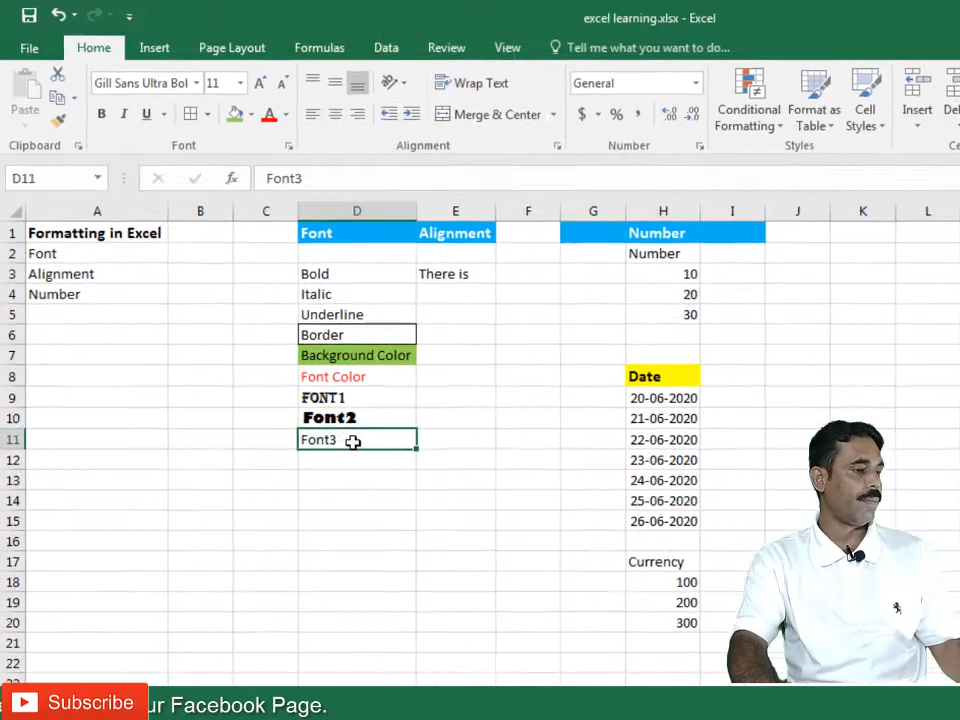 excel learning.xlsx - Excel
File Home Insert Page Layout Formulas Data Review View Tell me what you want to do...
Gill Sans Ultra Bol 11 Wrap Text General
Paste B I U A Merge & Center $ % , Conditional Formatting Format as Table Cell Styles Insert
Clipboard Font Alignment Number Styles
D11 fx Font3
A B C D E F G H I J K L
1 Formatting in Excel Font Alignment Number
2 Font Number
3 Alignment Bold There is 10
4 Number Italic 20
5 Underline 30
6 Border
7 Background Color
8 Font Color Date
9 FONT1 20-06-2020
10 Font2 21-06-2020
11 Font3 22-06-2020
12 23-06-2020
13 24-06-2020
14 25-06-2020
15 26-06-2020
16
17 Currency
18 100
19 200
20 300
21
22
Subscribe ur Facebook Page.